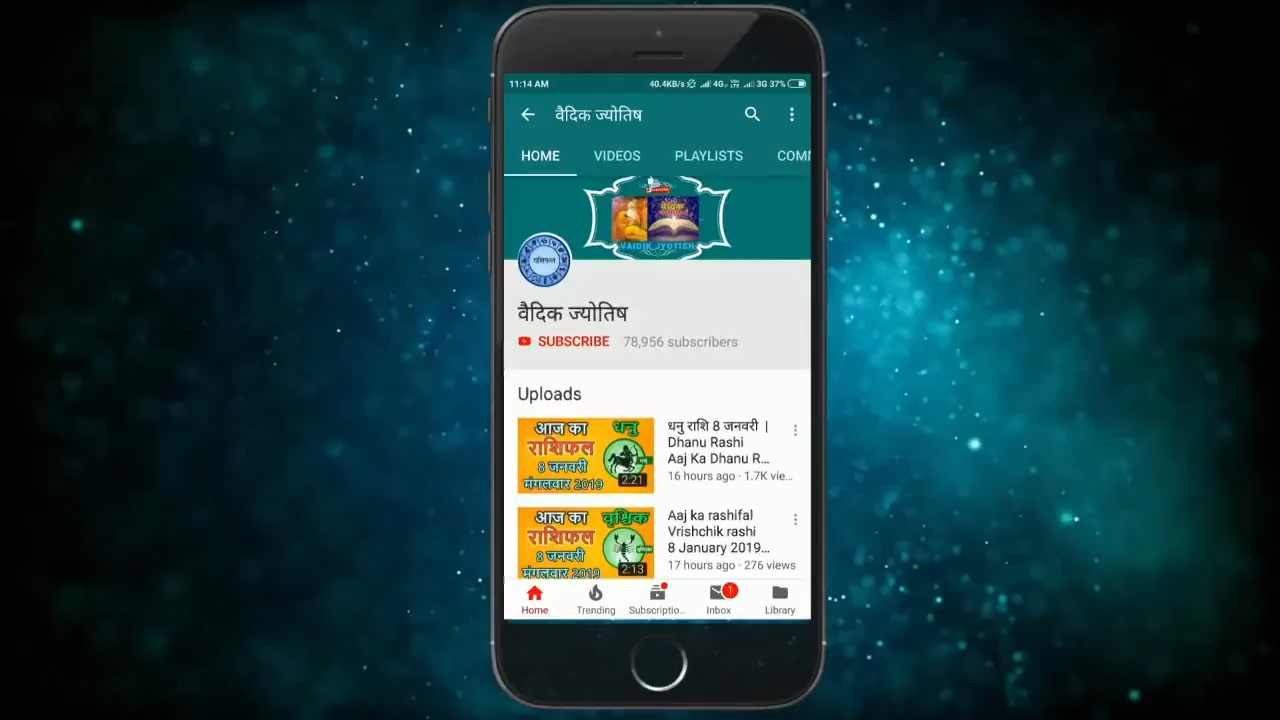 11:14 AM
40.4KB/s 4G 3G 37%
वैदिक ज्योतिष
HOME VIDEOS PLAYLISTS COMM
वैदिक
VAIDIK JYOTISH
राशिफल
वैदिक ज्योतिष
SUBSCRIBE 78,956 subscribers
Uploads
आज का धनु
राशिफल
8 जनवरी
मंगलवार 2019
2:21
धनु राशि 8 जनवरी |
Dhanu Rashi
Aaj Ka Dhanu R...
16 hours ago · 1.7K vie...
आज का वृश्चिक
राशिफल
8 जनवरी
मंगलवार 2019
2:13
Aaj ka rashifal
Vrishchik rashi
8 January 2019...
17 hours ago · 276 views
Home Trending Subscriptio... Inbox 1 Library